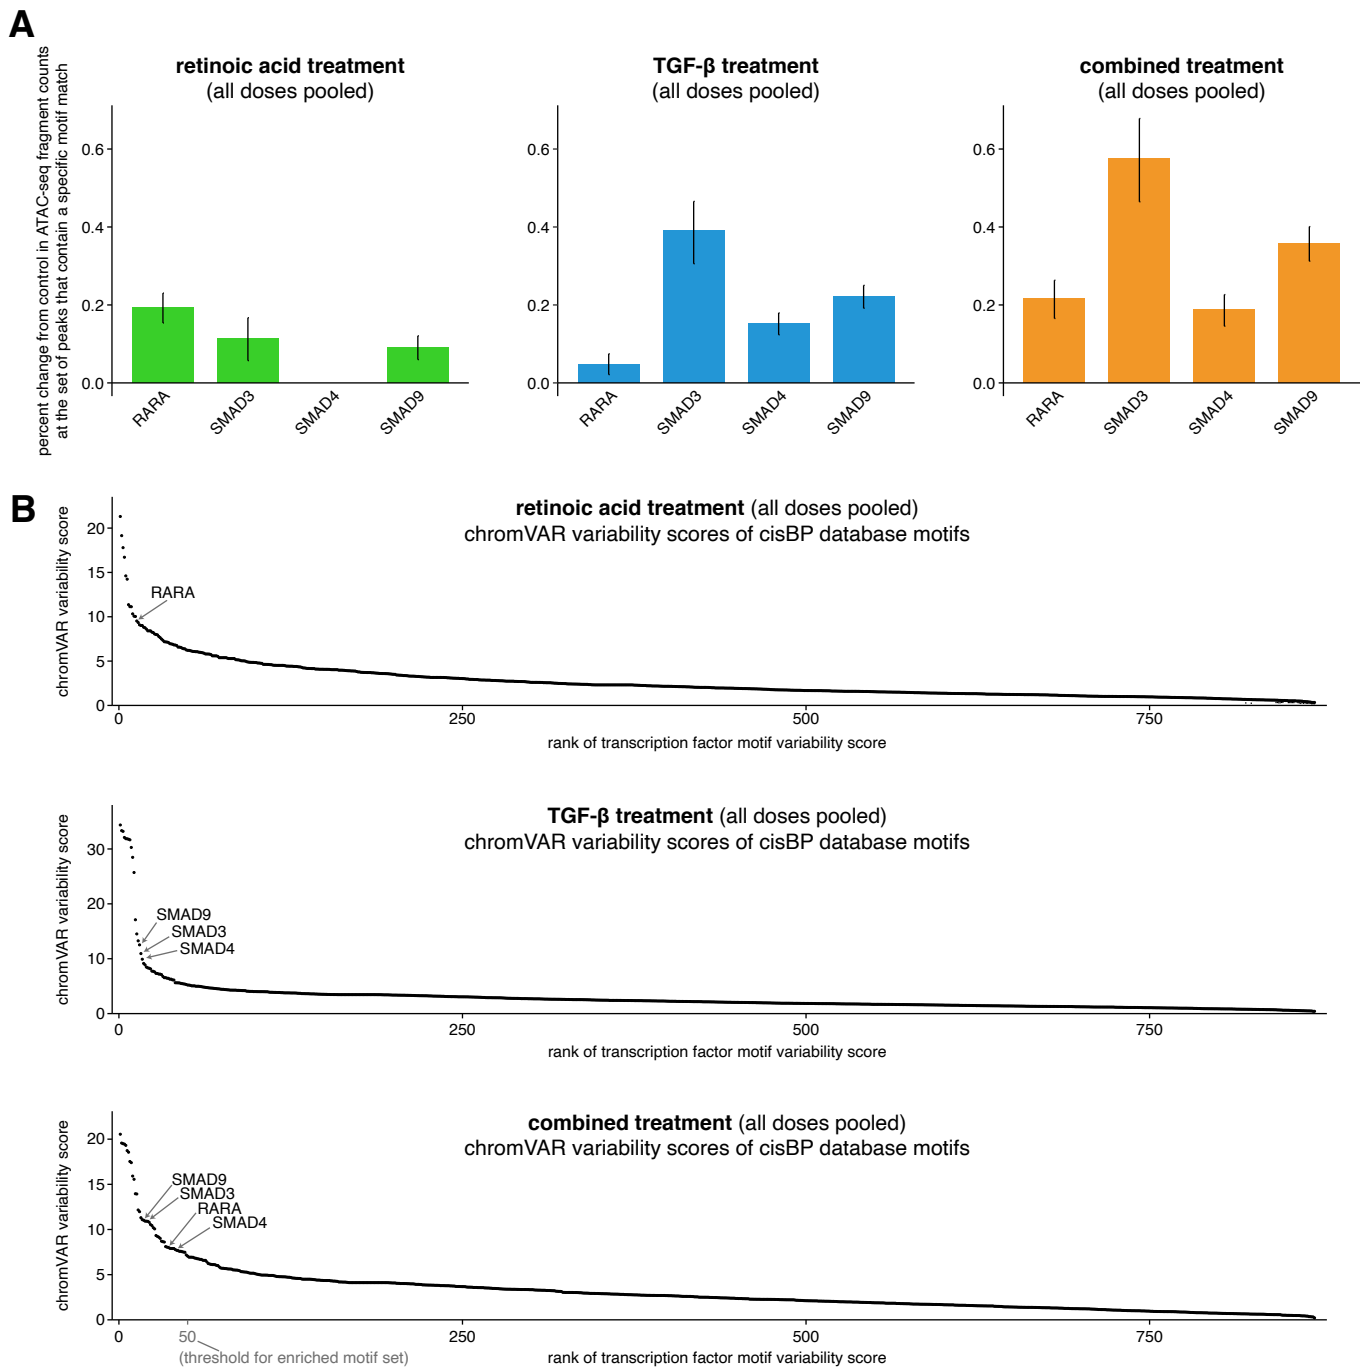 A
percent change from control in ATAC-seq fragment counts
at the set of peaks that contain a specific motif match
retinoic acid treatment
(all doses pooled)
0.6
0.4
0.2
0.0
RARA
SMAD3
SMAD4
SMAD9
TGF-β treatment
(all doses pooled)
0.6
0.4
0.2
0.0
RARA
SMAD3
SMAD4
SMAD9
combined treatment
(all doses pooled)
0.6
0.4
0.2
0.0
RARA
SMAD3
SMAD4
SMAD9
B
retinoic acid treatment (all doses pooled)
chromVAR variability scores of cisBP database motifs
chromVAR variability score
20
15
10
5
0
RARA
0
250
500
750
rank of transcription factor motif variability score
TGF-β treatment (all doses pooled)
chromVAR variability scores of cisBP database motifs
chromVAR variability score
30
20
10
0
SMAD9
SMAD3
SMAD4
0
250
500
750
rank of transcription factor motif variability score
combined treatment (all doses pooled)
chromVAR variability scores of cisBP database motifs
chromVAR variability score
20
15
10
5
0
SMAD9
SMAD3
RARA
SMAD4
0
50
250
500
750
(threshold for enriched motif set)
rank of transcription factor motif variability score